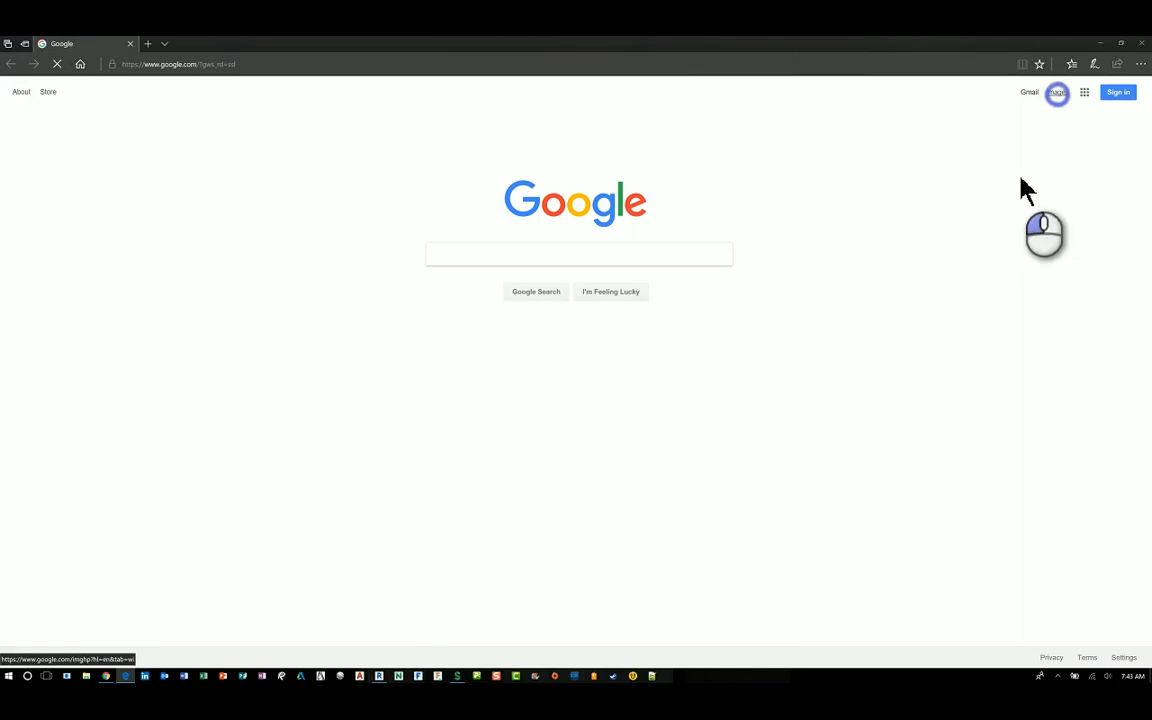 Google
https://www.google.com/?gws_rd=ssl
About Store
Gmail Images Sign in
Google
Google Search I'm Feeling Lucky
https://www.google.com/imghp?hl=en&tab=wi
Privacy Terms Settings
7:43 AM